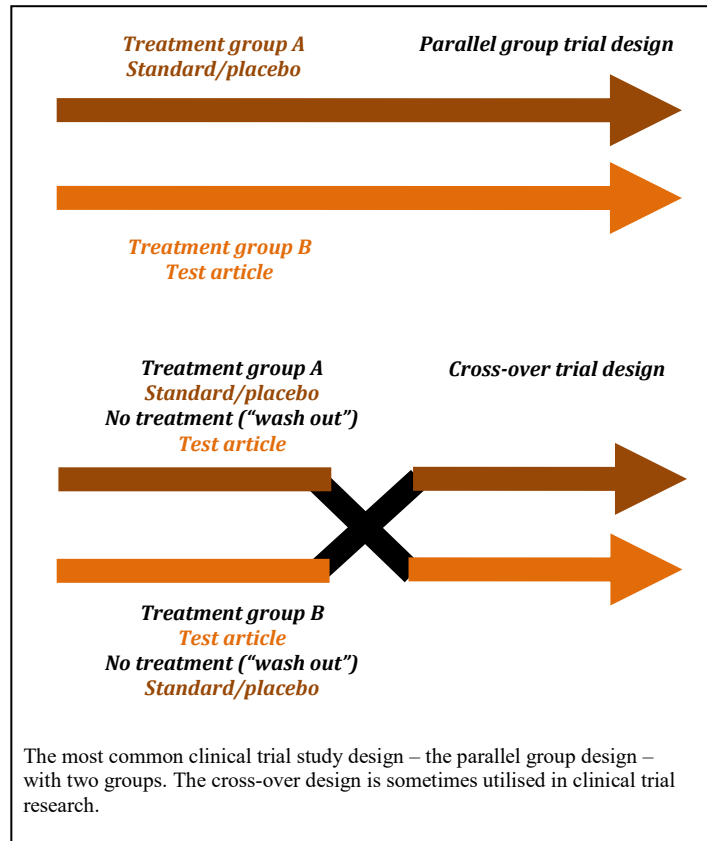 Treatment group A
Standard/placebo
Parallel group trial design
Treatment group B
Test article
Treatment group A
Standard/placebo
No treatment (“wash out”)
Test article
Cross-over trial design
Treatment group B
Test article
No treatment (“wash out”)
Standard/placebo
The most common clinical trial study design – the parallel group design –
with two groups. The cross-over design is sometimes utilised in clinical trial
research.